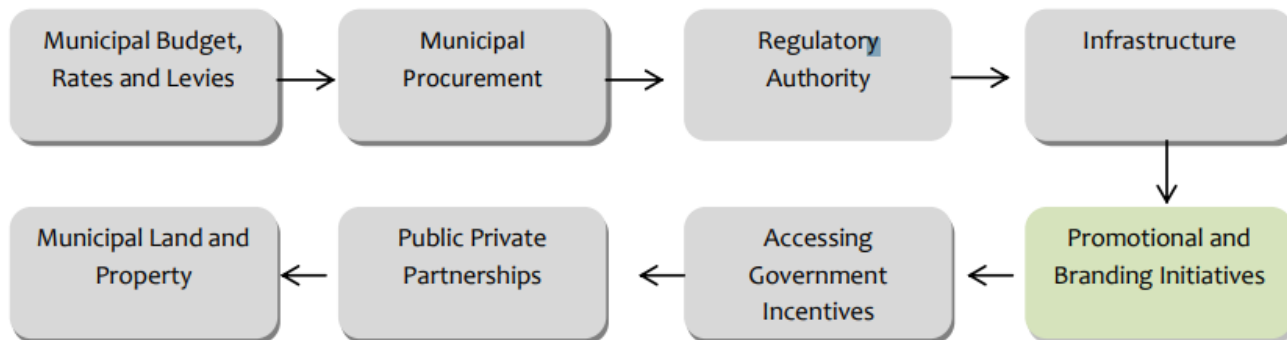 Municipal Budget,
Rates and Levies
Municipal
Procurement
Regulatory
Authority
Infrastructure
Promotional and
Branding Initiatives
Accessing
Government
Incentives
Public Private
Partnerships
Municipal Land and
Property